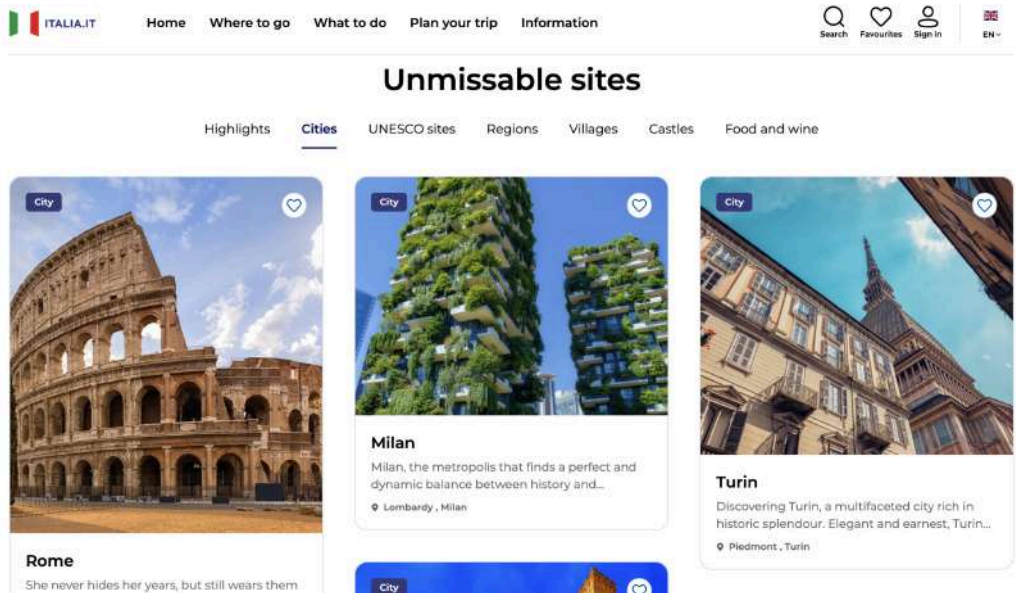 ITALIA.IT
Home Where to go What to do Plan your trip Information
Search Favourites Sign in EN
Unmissable sites
Highlights Cities UNESCO sites Regions Villages Castles Food and wine
City
Rome
She never hides her years, but still wears them
City
Milan
Milan, the metropolis that finds a perfect and
dynamic balance between history and...
Lombardy , Milan
City
City
Turin
Discovering Turin, a multifaceted city rich in
historic splendour. Elegant and earnest, Turin...
Piedmont , Turin